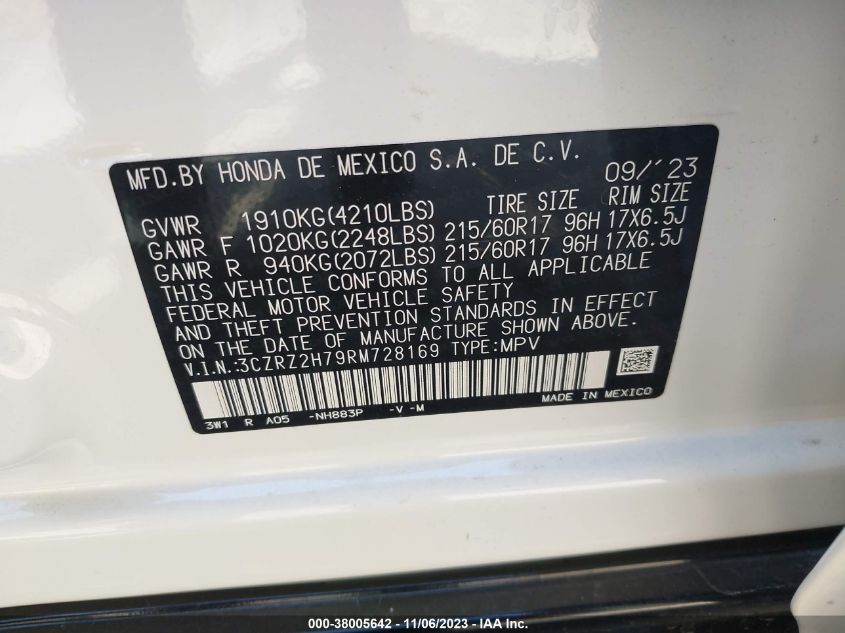 MFD.BY HONDA DE MEXICO S.A. DE C.V. 09/'23
TIRE SIZE RIM SIZE
GVWR 1910KG(4210LBS)
GAWR F 1020KG(2248LBS) 215/60R17 96H 17X6.5J
GAWR R 940KG(2072LBS) 215/60R17 96H 17X6.5J
THIS VEHICLE CONFORMS TO ALL APPLICABLE
FEDERAL MOTOR VEHICLE SAFETY
AND THEFT PREVENTION STANDARDS IN EFFECT
ON THE DATE OF MANUFACTURE SHOWN ABOVE.
V.I.N.:3CZRZ2H79RM728169 TYPE:MPV
MADE IN MEXICO
3W1 R A05 -NH883P -V -M
000-38005642 - 11/06/2023 - IAA Inc.